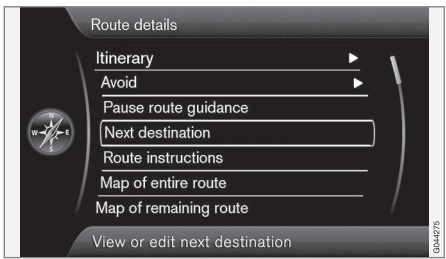 Route details
Itinerary
Avoid
Pause route guidance
Next destination
Route instructions
Map of entire route
Map of remaining route
View or edit next destination
N
W
E
S
G044275